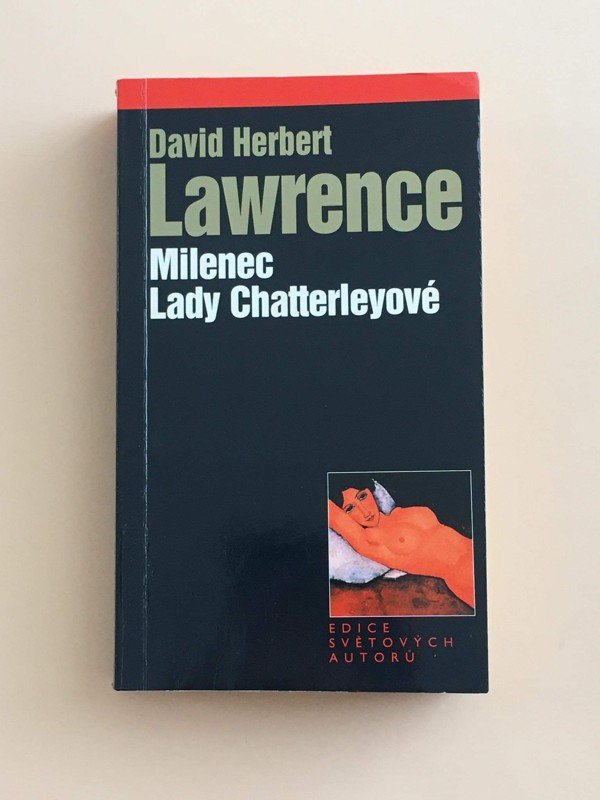 David Herbert
Lawrence
Milenec
Lady Chatterleyové
EDICE
SVĚTOVÝCH
AUTORŮ